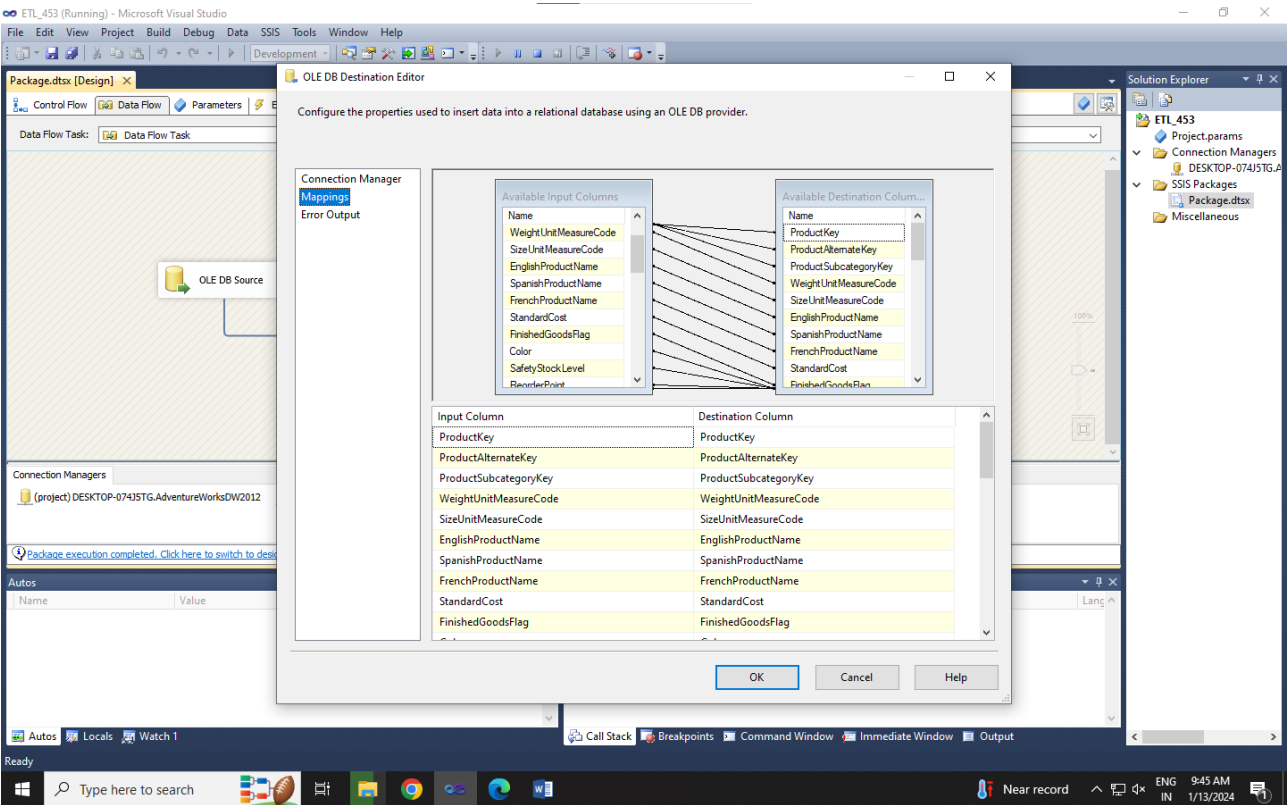 ETL_453 (Running) - Microsoft Visual Studio
File Edit View Project Build Debug Data SSIS Tools Window Help
Development
Package.dtsx [Design]
Control Flow Data Flow Parameters E
Data Flow Task: Data Flow Task
OLE DB Source
100%
Connection Managers
(project) DESKTOP-074J5TG.AdventureWorksDW2012
Package execution completed. Click here to switch to desi
OLE DB Destination Editor
Configure the properties used to insert data into a relational database using an OLE DB provider.
Connection Manager
Mappings
Error Output
Available Input Columns
Name
WeightUnitMeasureCode
SizeUnitMeasureCode
EnglishProductName
SpanishProductName
FrenchProductName
StandardCost
FinishedGoodsFlag
Color
SafetyStockLevel
ReorderPoint
Available Destination Colum...
Name
ProductKey
ProductAlternateKey
ProductSubcategoryKey
WeightUnitMeasureCode
SizeUnitMeasureCode
EnglishProductName
SpanishProductName
FrenchProductName
StandardCost
FinishedGoodsFlag
Input Column Destination Column
ProductKey ProductKey
ProductAlternateKey ProductAlternateKey
ProductSubcategoryKey ProductSubcategoryKey
WeightUnitMeasureCode WeightUnitMeasureCode
SizeUnitMeasureCode SizeUnitMeasureCode
EnglishProductName EnglishProductName
SpanishProductName SpanishProductName
FrenchProductName FrenchProductName
StandardCost StandardCost
FinishedGoodsFlag FinishedGoodsFlag
OK Cancel Help
Solution Explorer
ETL_453
Project.params
Connection Managers
DESKTOP-074J5TG.A
SSIS Packages
Package.dtsx
Miscellaneous
Autos
Name Value
Lang
Autos Locals Watch 1
Call Stack Breakpoints Command Window Immediate Window Output
Ready
Type here to search
Near record
ENG
IN
9:45 AM
1/13/2024
1